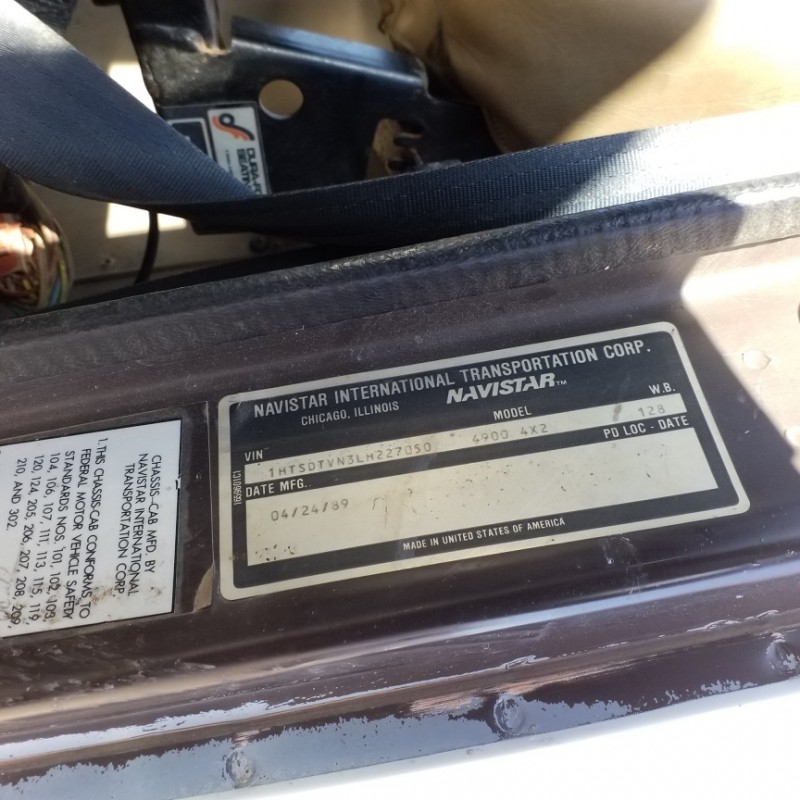 DURA-F
SEATIN
NAVISTAR INTERNATIONAL TRANSPORTATION CORP.
CHICAGO, ILLINOIS
NAVISTAR™
VIN
MODEL
W.B.
1HTSDTVN3LH227050
4900 4X2
128
DATE MFG.
PD LOC - DATE
04/24/89
MADE IN UNITED STATES OF AMERICA
CHASSIS-CAB MFD. BY
NAVISTAR INTERNATIONAL
TRANSPORTATION CORP.
1. THIS CHASSIS-CAB CONFORMS TO
FEDERAL MOTOR VEHICLE SAFETY
STANDARDS NOS. 101, 102, 103,
104, 106, 107, 111, 113, 115, 119,
120, 124, 205, 206, 207, 208, 209,
210, AND 302.